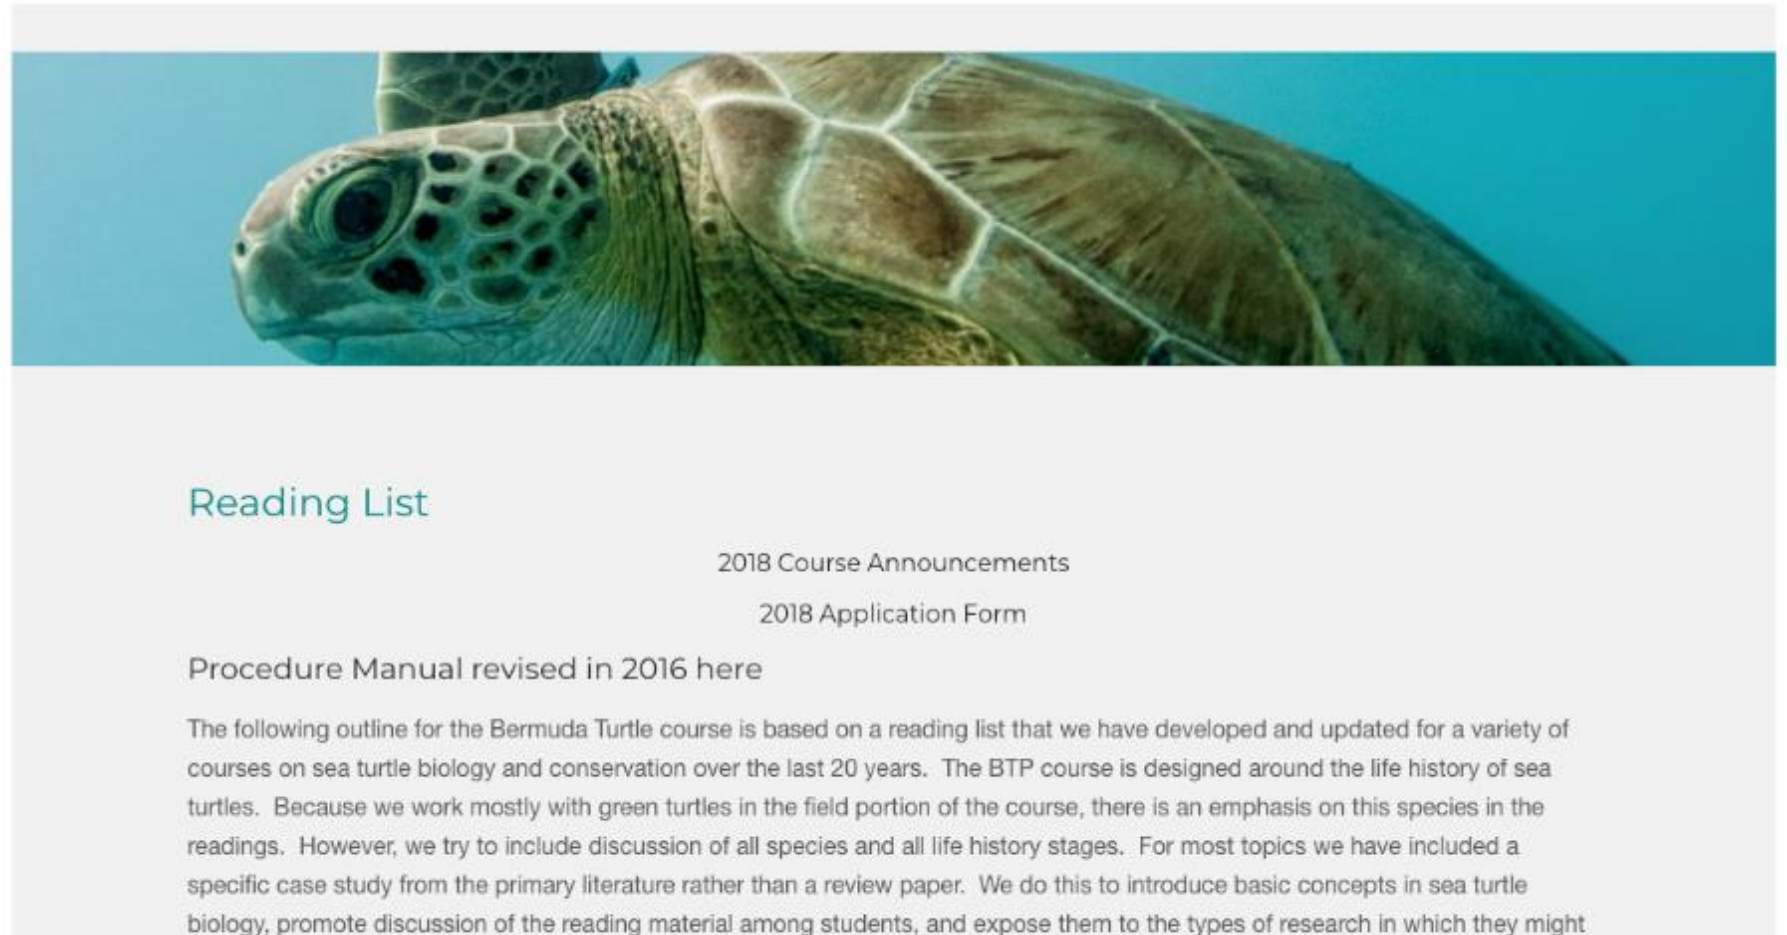 Reading List
2018 Course Announcements
2018 Application Form
Procedure Manual revised in 2016 here
The following outline for the Bermuda Turtle course is based on a reading list that we have developed and updated for a variety of
courses on sea turtle biology and conservation over the last 20 years.  The BTP course is designed around the life history of sea
turtles.  Because we work mostly with green turtles in the field portion of the course, there is an emphasis on this species in the
readings.  However, we try to include discussion of all species and all life history stages.  For most topics we have included a
specific case study from the primary literature rather than a review paper.  We do this to introduce basic concepts in sea turtle
biology, promote discussion of the reading material among students, and expose them to the types of research in which they might